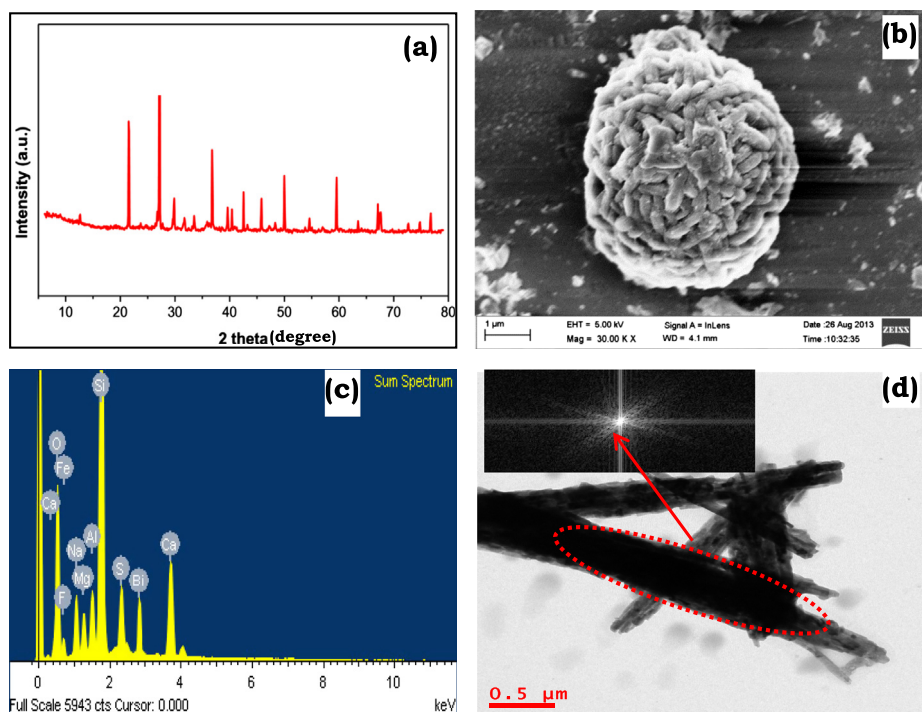 (a)
Intensity (a.u.)
10 20 30 40 50 60 70 80
2 theta(degree)
(b)
1 µm
EHT = 5.00 kV Signal A = InLens Date :26 Aug 2013
Mag = 30.00 K X WD = 4.1 mm Time :10:32:35
ZEISS
(c)
Sum Spectrum
Si
O
Fe
Ca
Na
Al
Mg
F
S
Bi
Ca
0 2 4 6 8 10
Full Scale 5943 cts Cursor: 0.000 keV
(d)
0.5 µm